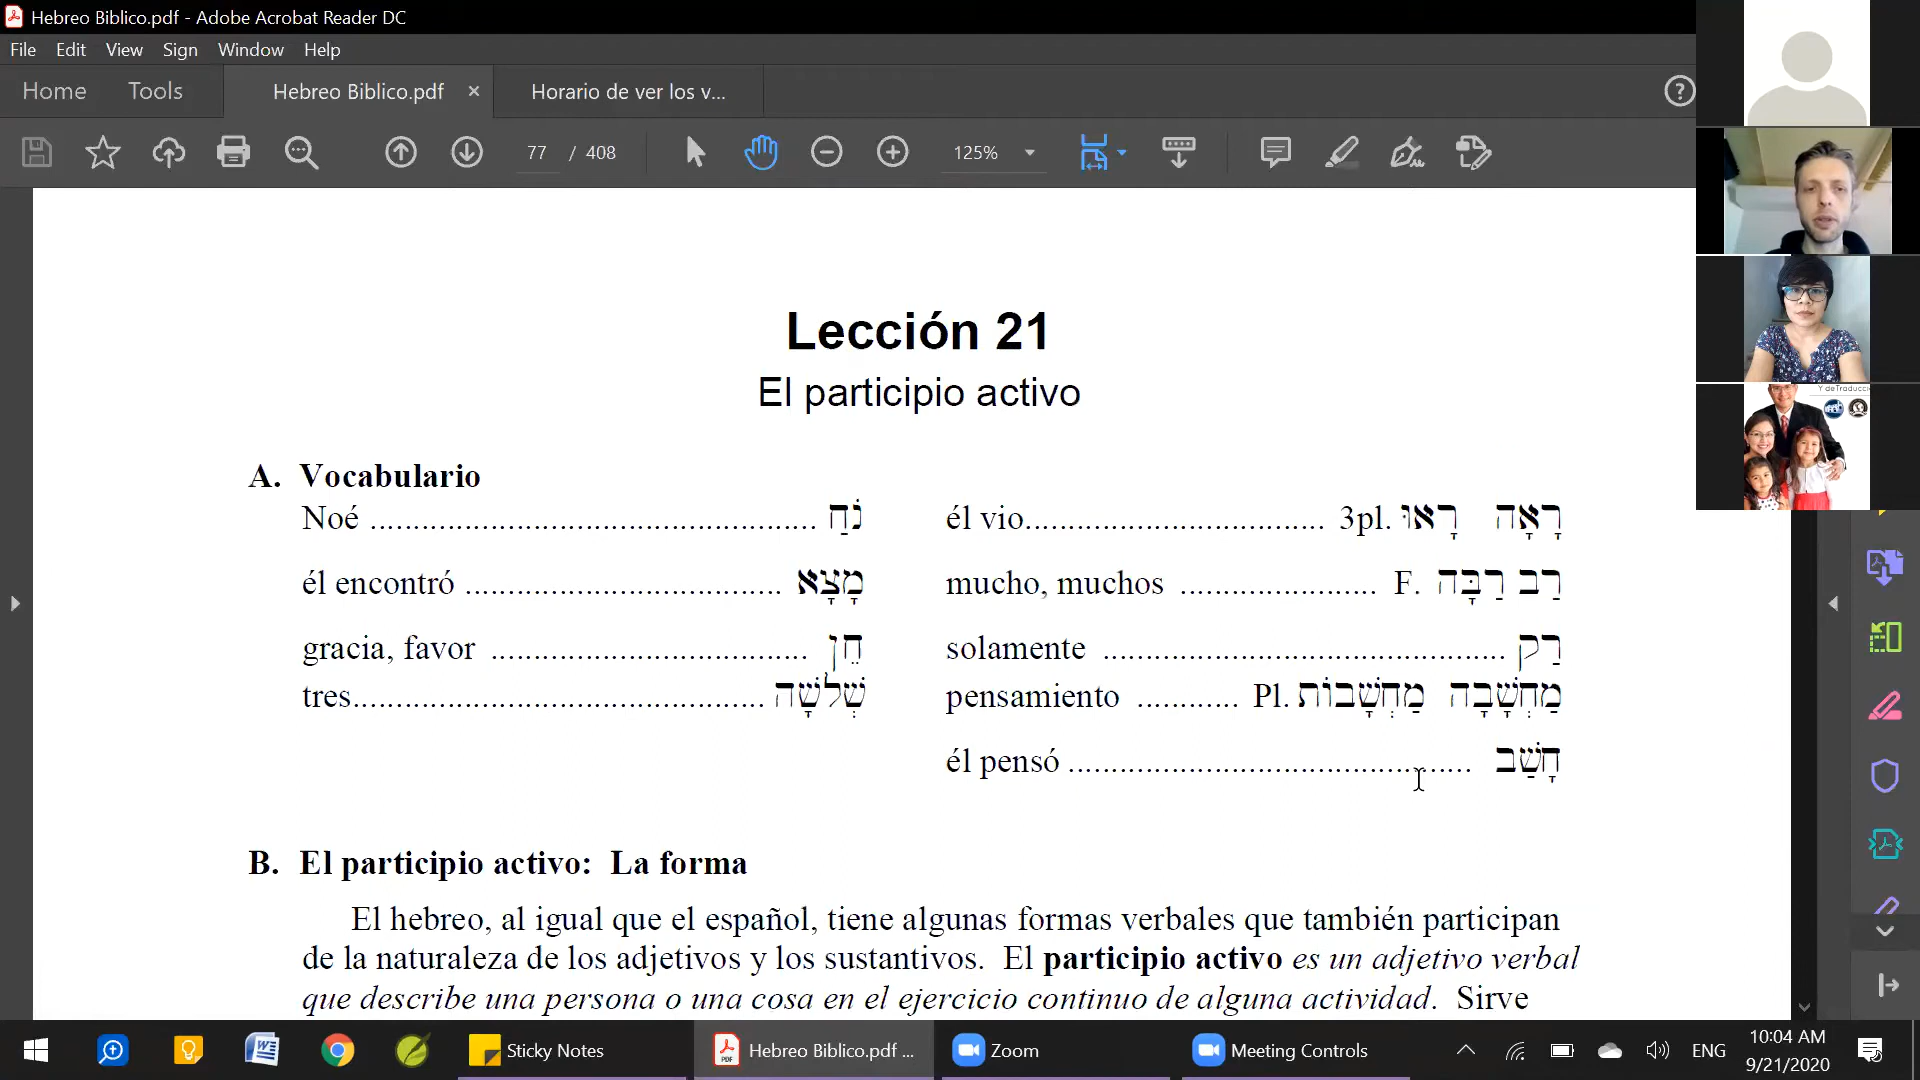 Hebreo Biblico.pdf - Adobe Acrobat Reader DC
File Edit View Sign Window Help
Home Tools Hebreo Biblico.pdf × Horario de ver los v...
77 / 408 125%
Y deTraducci
Lección 21
El participio activo
A. Vocabulario
Noé .......................................... נֹחַ
él encontró ..................................... מָצָא
gracia, favor ..................................... חֵן
tres................................................ שְׁלֹשָׁה
él vio................................... 3pl. רָאָה רָאוּ
mucho, muchos ....................... F. רַב רַבָּה
solamente ............................................... רַק
pensamiento ............ Pl. מַחְשָׁבָה מַחְשָׁבוֹת
él pensó ............................................... חָשַׁב
B. El participio activo: La forma
El hebreo, al igual que el español, tiene algunas formas verbales que también participan
de la naturaleza de los adjetivos y los sustantivos. El participio activo es un adjetivo verbal
que describe una persona o una cosa en el ejercicio continuo de alguna actividad. Sirve
Sticky Notes
Hebreo Biblico.pdf ...
Zoom
Meeting Controls
ENG
10:04 AM
9/21/2020